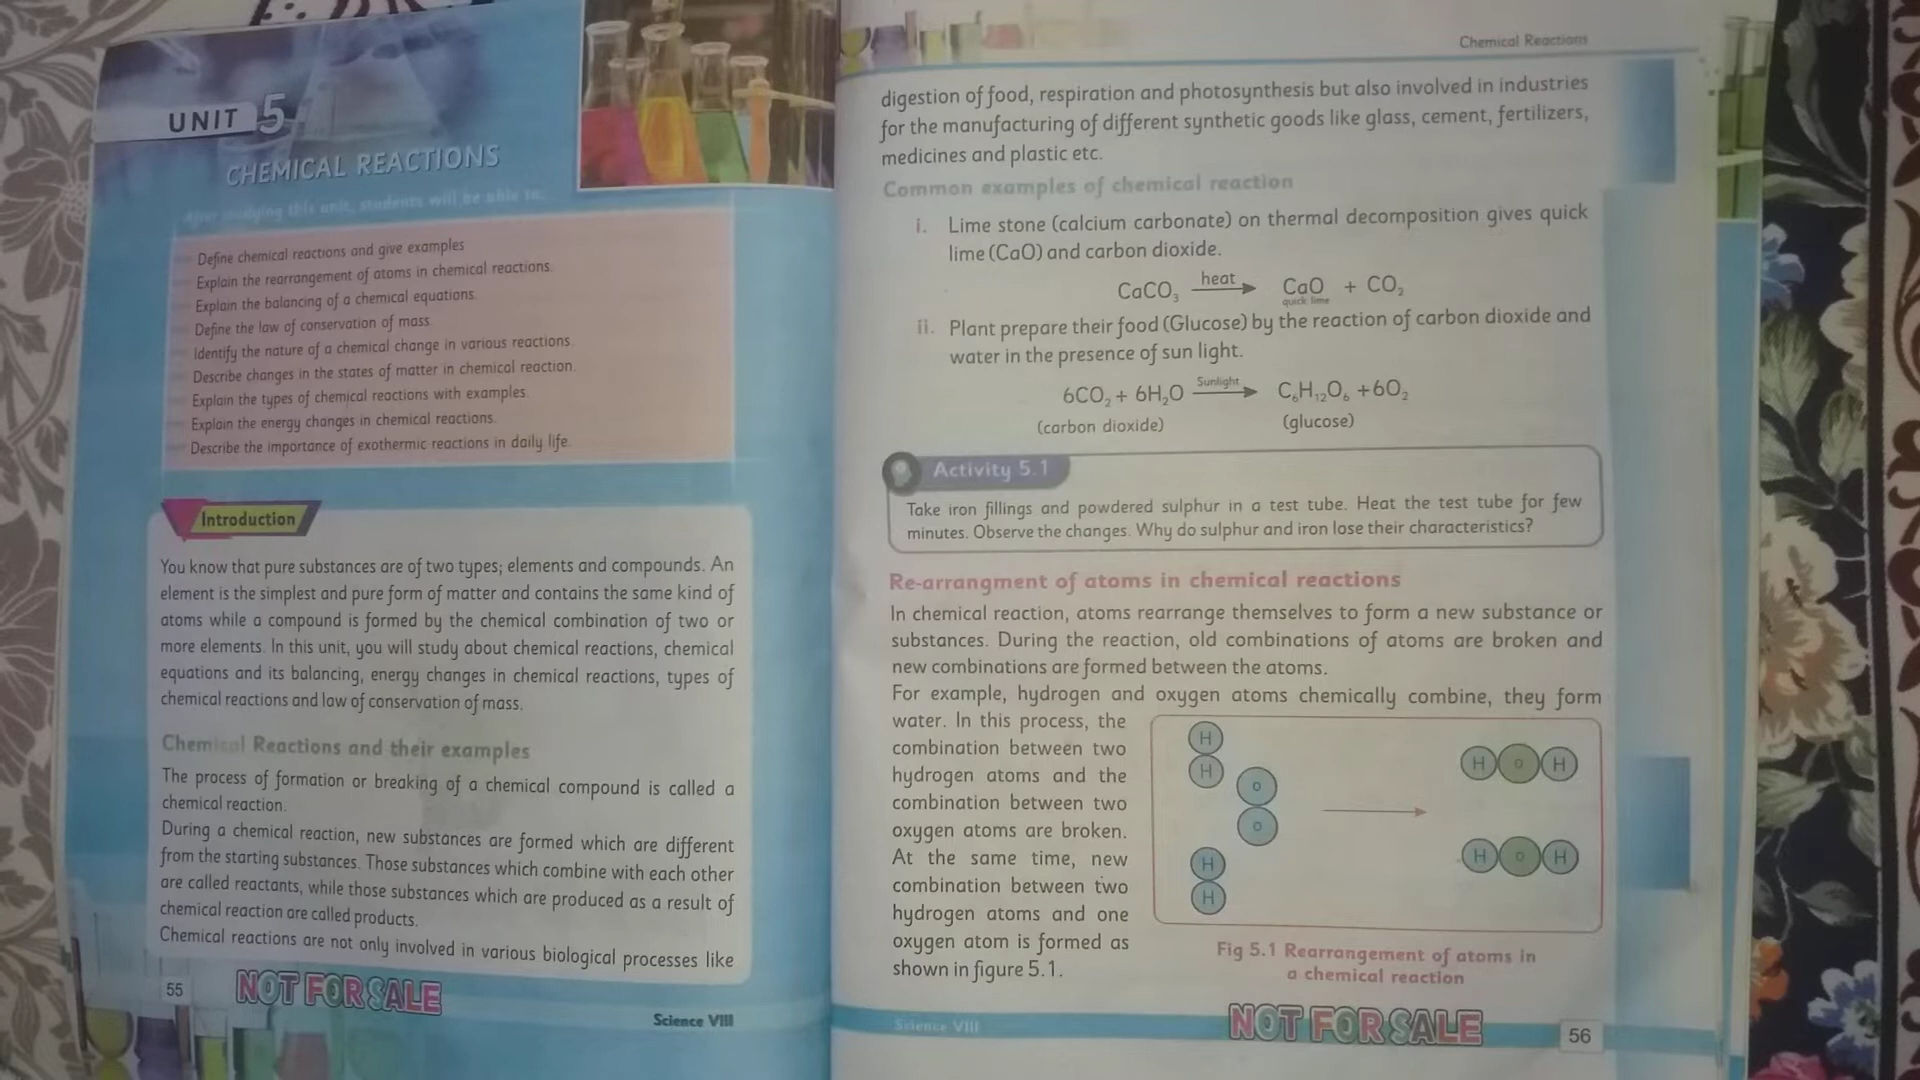 UNIT 5
CHEMICAL REACTIONS
After studying this unit, students will be able to:
Define chemical reactions and give examples
Explain the rearrangement of atoms in chemical reactions.
Explain the balancing of a chemical equations.
Define the law of conservation of mass.
Identify the nature of a chemical change in various reactions.
Describe changes in the states of matter in chemical reaction.
Explain the types of chemical reactions with examples.
Explain the energy changes in chemical reactions.
Describe the importance of exothermic reactions in daily life.
Introduction
You know that pure substances are of two types; elements and compounds. An
element is the simplest and pure form of matter and contains the same kind of
atoms while a compound is formed by the chemical combination of two or
more elements. In this unit, you will study about chemical reactions, chemical
equations and its balancing, energy changes in chemical reactions, types of
chemical reactions and law of conservation of mass.
Chemical Reactions and their examples
The process of formation or breaking of a chemical compound is called a
chemical reaction.
During a chemical reaction, new substances are formed which are different
from the starting substances. Those substances which combine with each other
are called reactants, while those substances which are produced as a result of
chemical reaction are called products.
Chemical reactions are not only involved in various biological processes like
55
NOT FOR SALE
Science VIII
Chemical Reactions
digestion of food, respiration and photosynthesis but also involved in industries
for the manufacturing of different synthetic goods like glass, cement, fertilizers,
medicines and plastic etc.
Common examples of chemical reaction
i. Lime stone (calcium carbonate) on thermal decomposition gives quick
lime (CaO) and carbon dioxide.
CaCO₃ heat → CaO + CO₂
quick lime
ii. Plant prepare their food (Glucose) by the reaction of carbon dioxide and
water in the presence of sun light.
6CO₂ + 6H₂O Sunlight → C₆H₁₂O₆ +6O₂
(carbon dioxide) (glucose)
Activity 5.1
Take iron fillings and powdered sulphur in a test tube. Heat the test tube for few
minutes. Observe the changes. Why do sulphur and iron lose their characteristics?
Re-arrangment of atoms in chemical reactions
In chemical reaction, atoms rearrange themselves to form a new substance or
substances. During the reaction, old combinations of atoms are broken and
new combinations are formed between the atoms.
For example, hydrogen and oxygen atoms chemically combine, they form
water. In this process, the
combination between two
hydrogen atoms and the
combination between two
oxygen atoms are broken.
At the same time, new
combination between two
hydrogen atoms and one
oxygen atom is formed as
shown in figure 5.1.
H
H
O
O
H
H
H O H
H O H
Fig 5.1 Rearrangement of atoms in
a chemical reaction
Science VIII
NOT FOR SALE
56